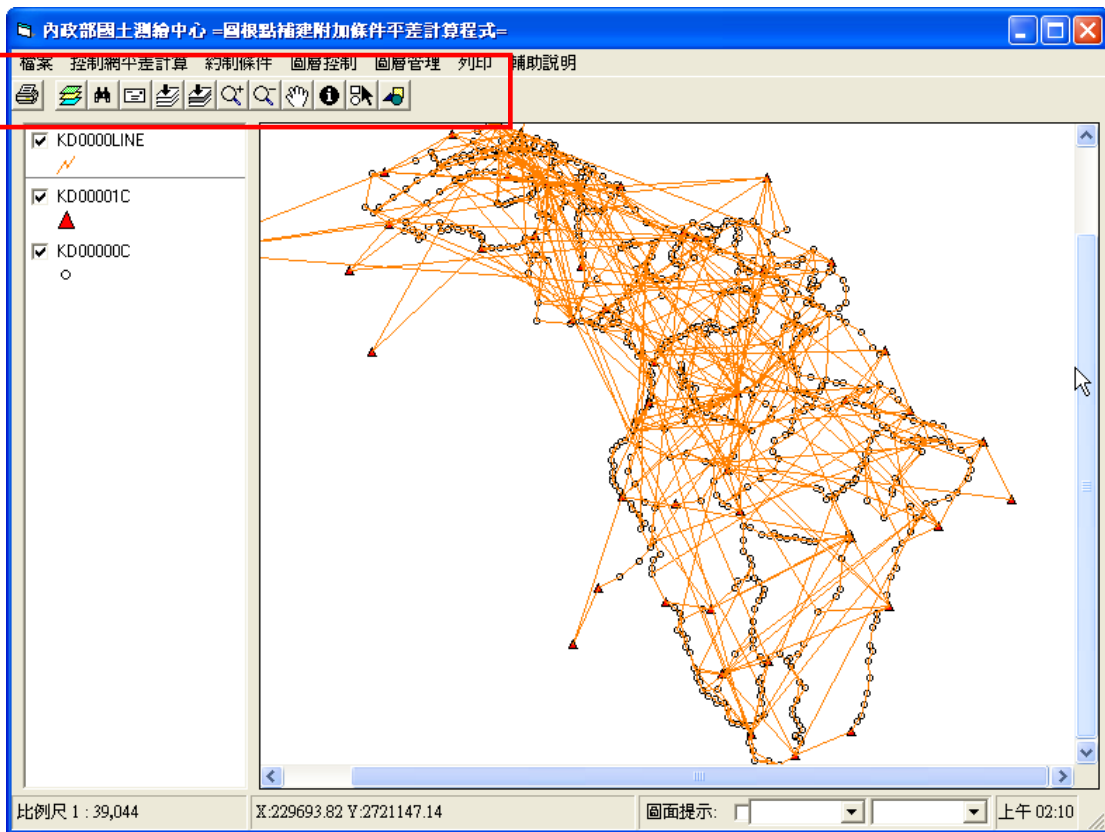 內政部國土測繪中心 =圖根點補建附加條件平差計算程式=
檔案 控制網平差計算 約制條件 圖層控制 圖層管理 列印 輔助說明
KD0000LINE
KD00001C
KD00000C
比例尺 1 : 39,044
X:229693.82 Y:2721147.14
圖面提示:
上午 02:10